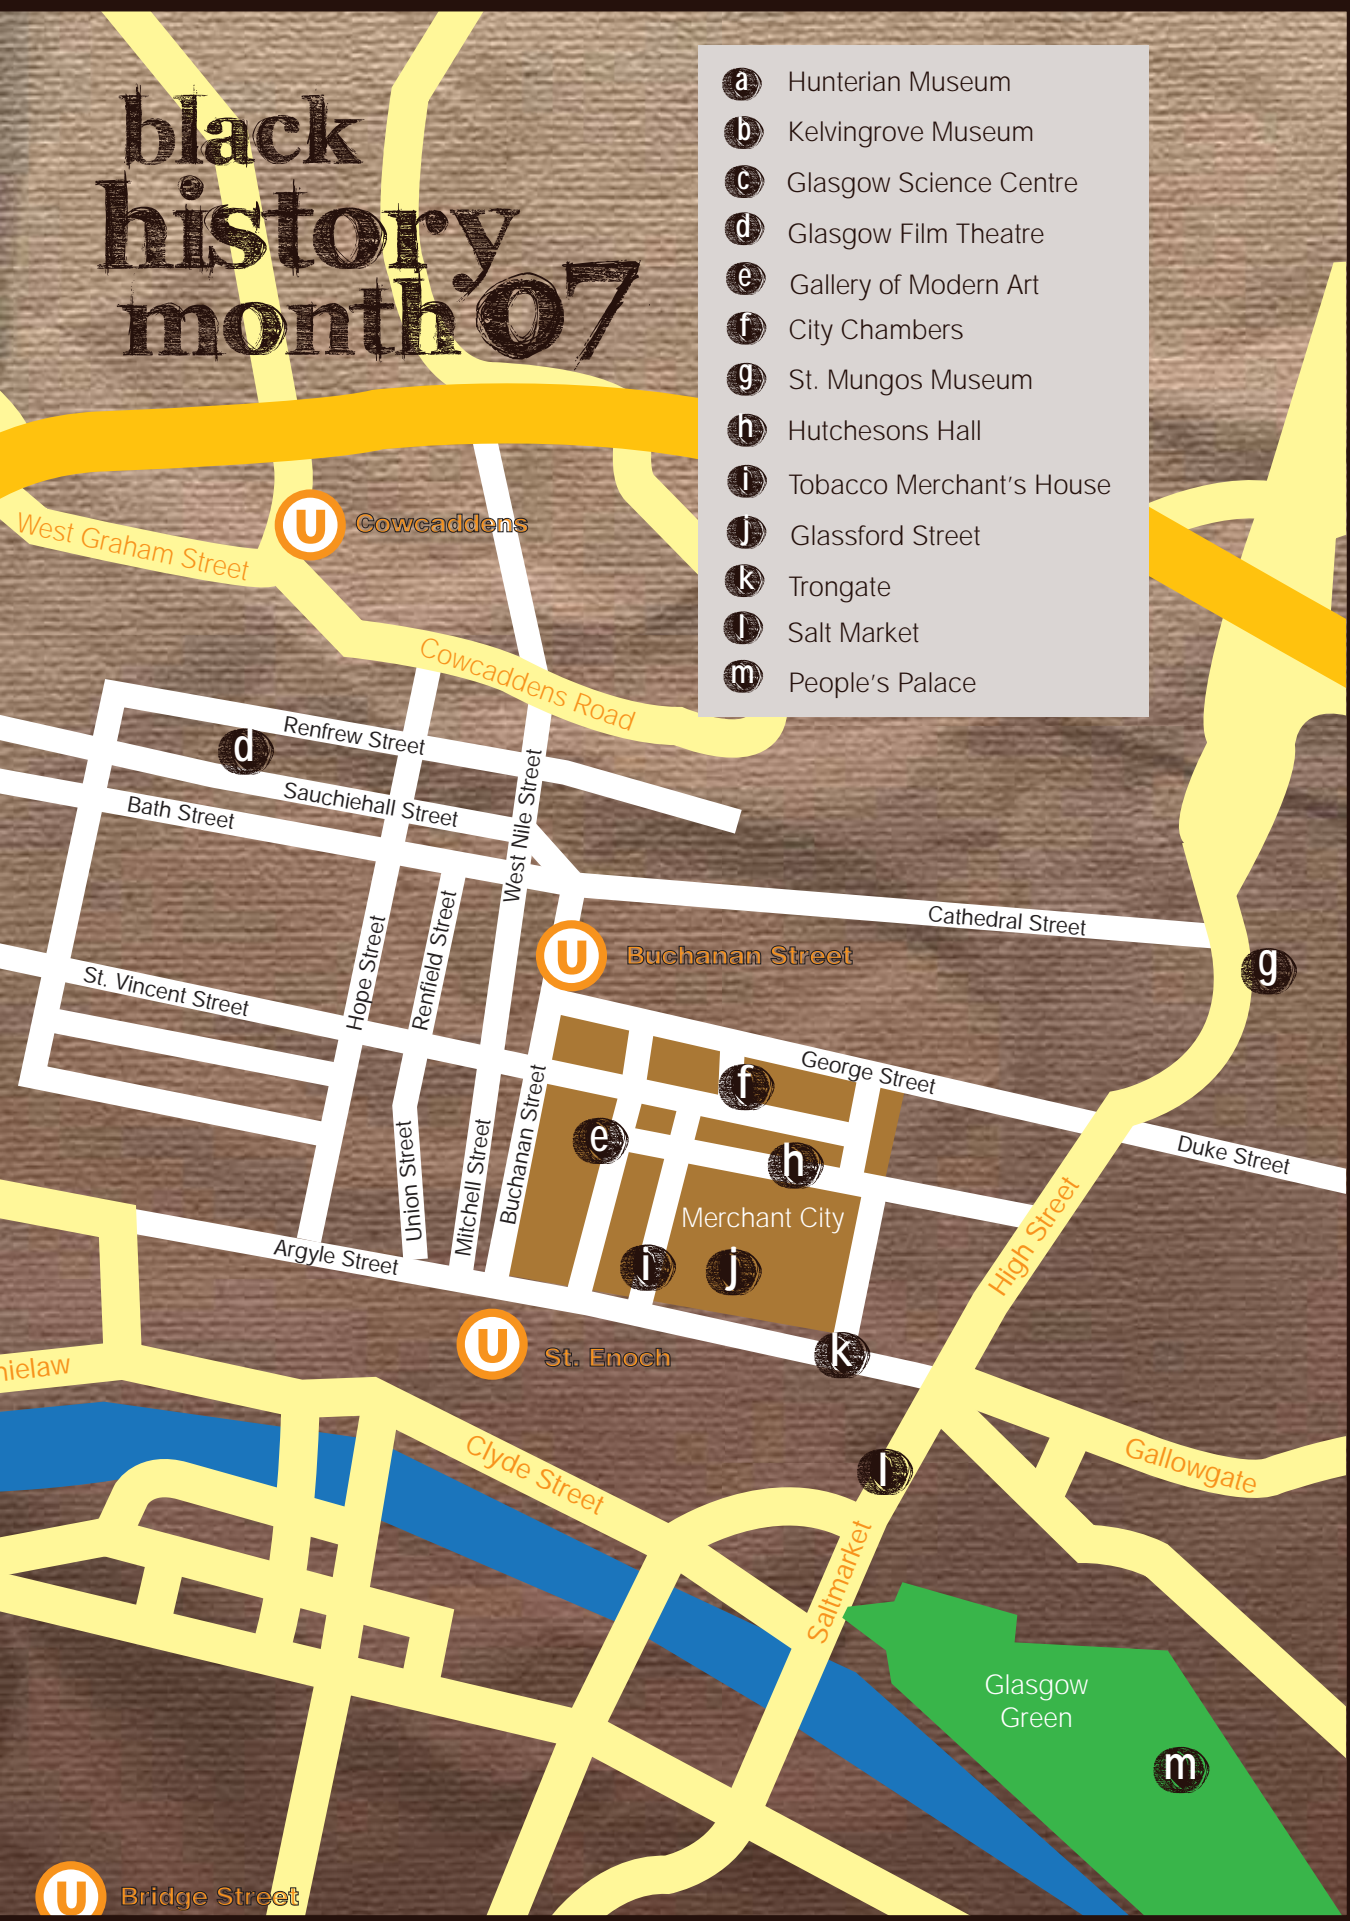 black
history
month 07
a Hunterian Museum
b Kelvingrove Museum
c Glasgow Science Centre
d Glasgow Film Theatre
e Gallery of Modern Art
f City Chambers
g St. Mungos Museum
h Hutchesons Hall
i Tobacco Merchant's House
j Glassford Street
k Trongate
l Salt Market
m People's Palace
U Cowcaddens
West Graham Street
Cowcaddens Road
Renfrew Street
d
Sauchiehall Street
Bath Street
West Nile Street
Cathedral Street
Hope Street
Renfield Street
U Buchanan Street
g
St. Vincent Street
George Street
f
Duke Street
Union Street
Mitchell Street
Buchanan Street
e
h
Merchant City
High Street
Argyle Street
i
j
U St. Enoch
k
nielaw
Clyde Street
l
Gallowgate
Saltmarket
Glasgow
Green
m
U Bridge Street